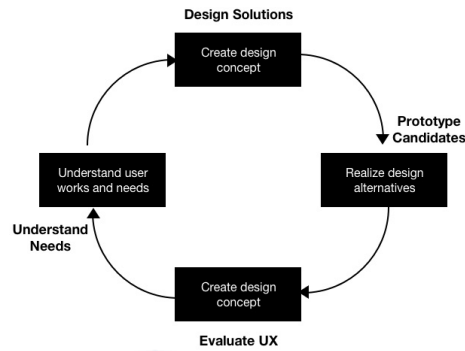 Design Solutions
Create design
concept
Prototype
Candidates
Understand user
works and needs
Realize design
alternatives
Understand
Needs
Create design
concept
Evaluate UX